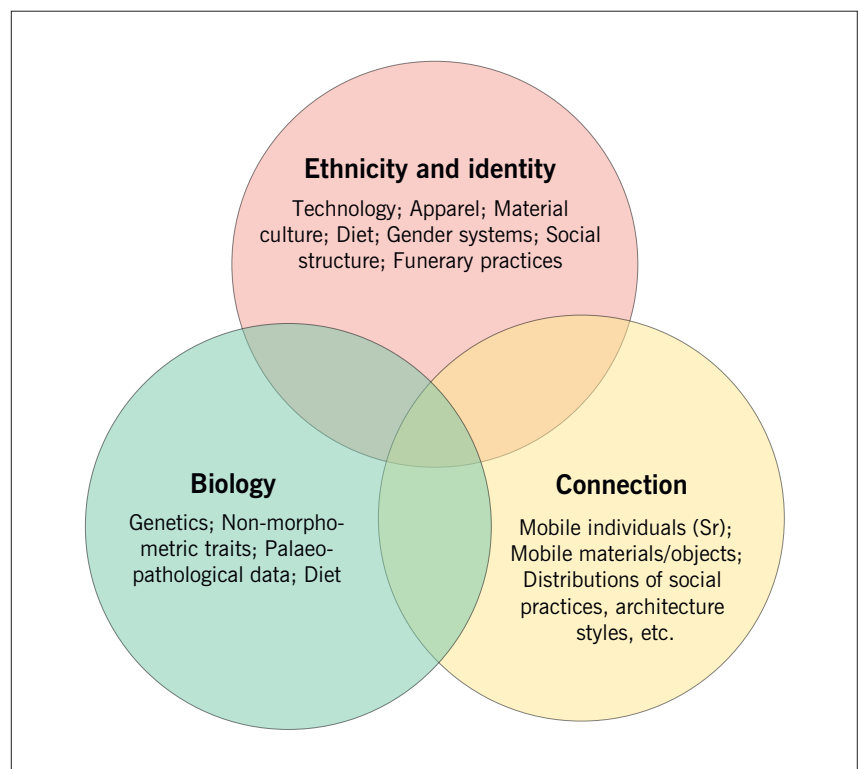 Ethnicity and identity
Technology; Apparel; Material
culture; Diet; Gender systems; Social
structure; Funerary practices
Biology
Genetics; Non-morpho-
metric traits; Palaeo-
pathological data; Diet
Connection
Mobile individuals (Sr);
Mobile materials/objects;
Distributions of social
practices, architecture
styles, etc.